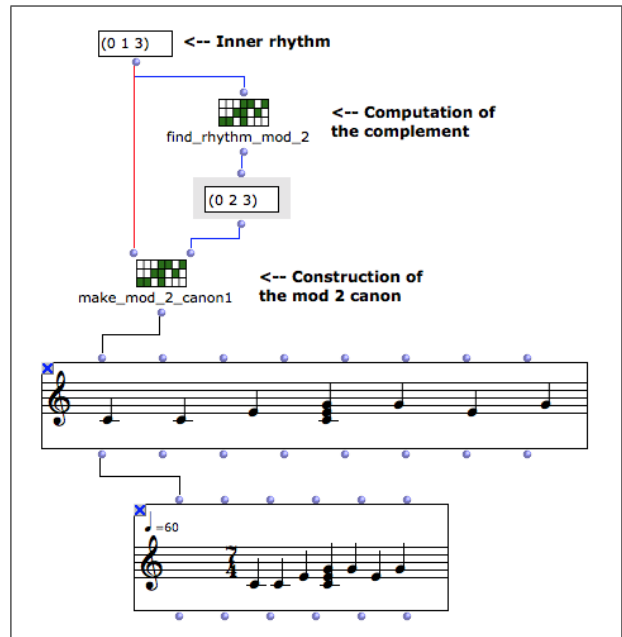 (0 1 3)
<-- Inner rhythm
<-- Computation of
the complement
find_rhythm_mod_2
(0 2 3)
<-- Construction of
the mod 2 canon
make_mod_2_canon1
=60
7
4